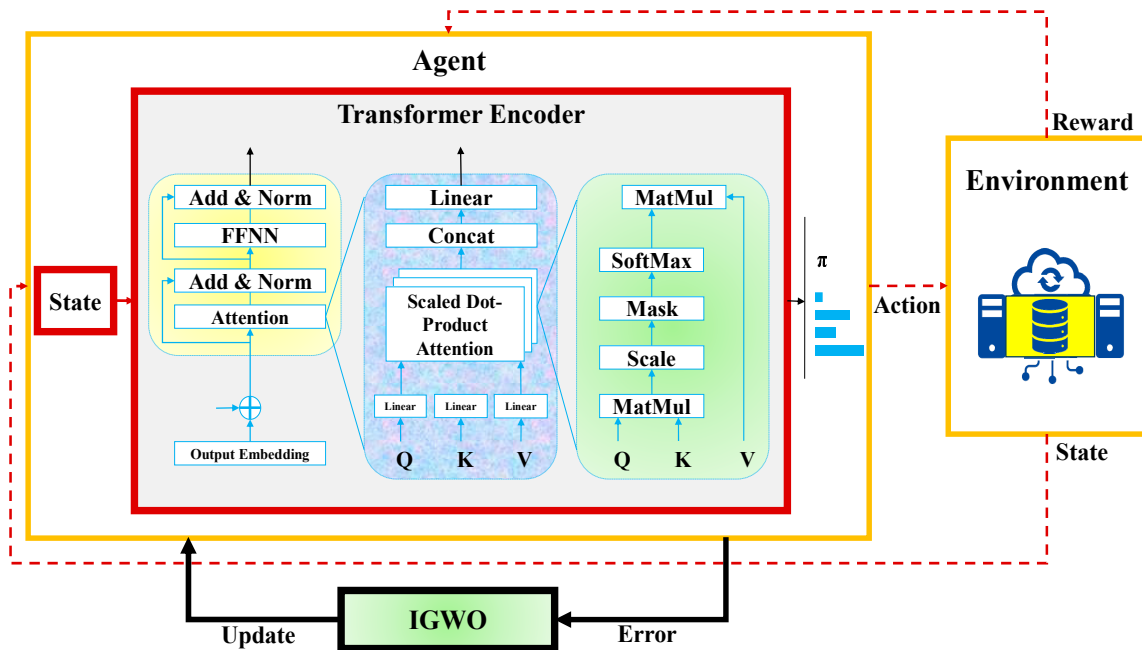 Agent
Transformer Encoder
Reward
Environment
State
Add & Norm
FFNN
Add & Norm
Attention
Output Embedding
Linear
Concat
Scaled Dot-
Product
Attention
Linear
Linear
Linear
Q
K
V
MatMul
SoftMax
Mask
Scale
MatMul
Q
K
V
π
Action
State
Update
IGWO
Error